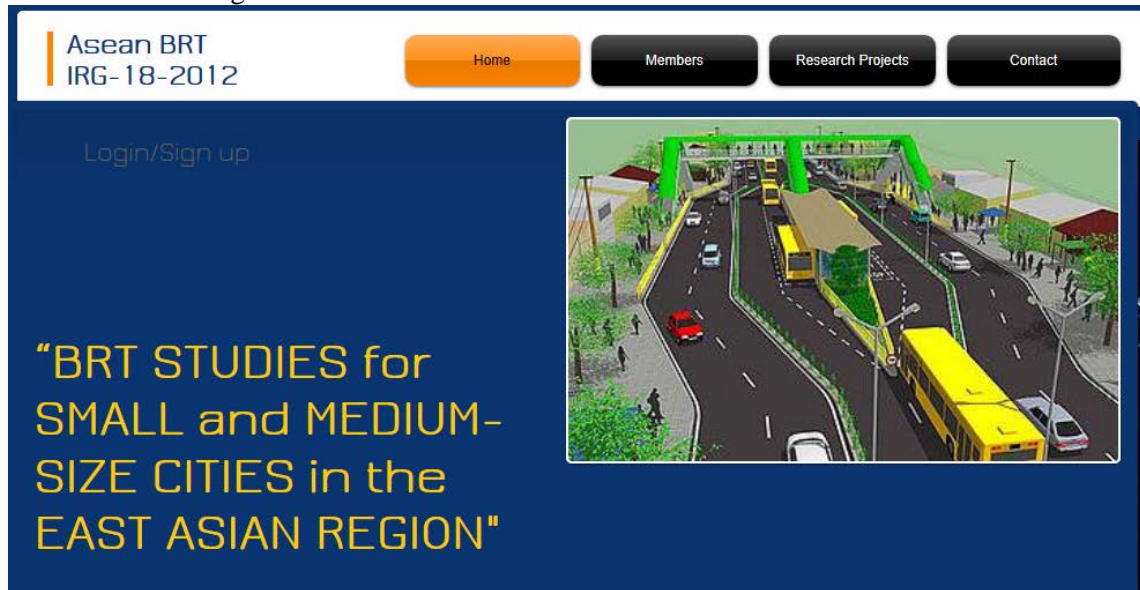 Asean BRT
IRG-18-2012
Home
Members
Research Projects
Contact
Login/Sign up
“BRT STUDIES for
SMALL and MEDIUM-
SIZE CITIES in the
EAST ASIAN REGION"